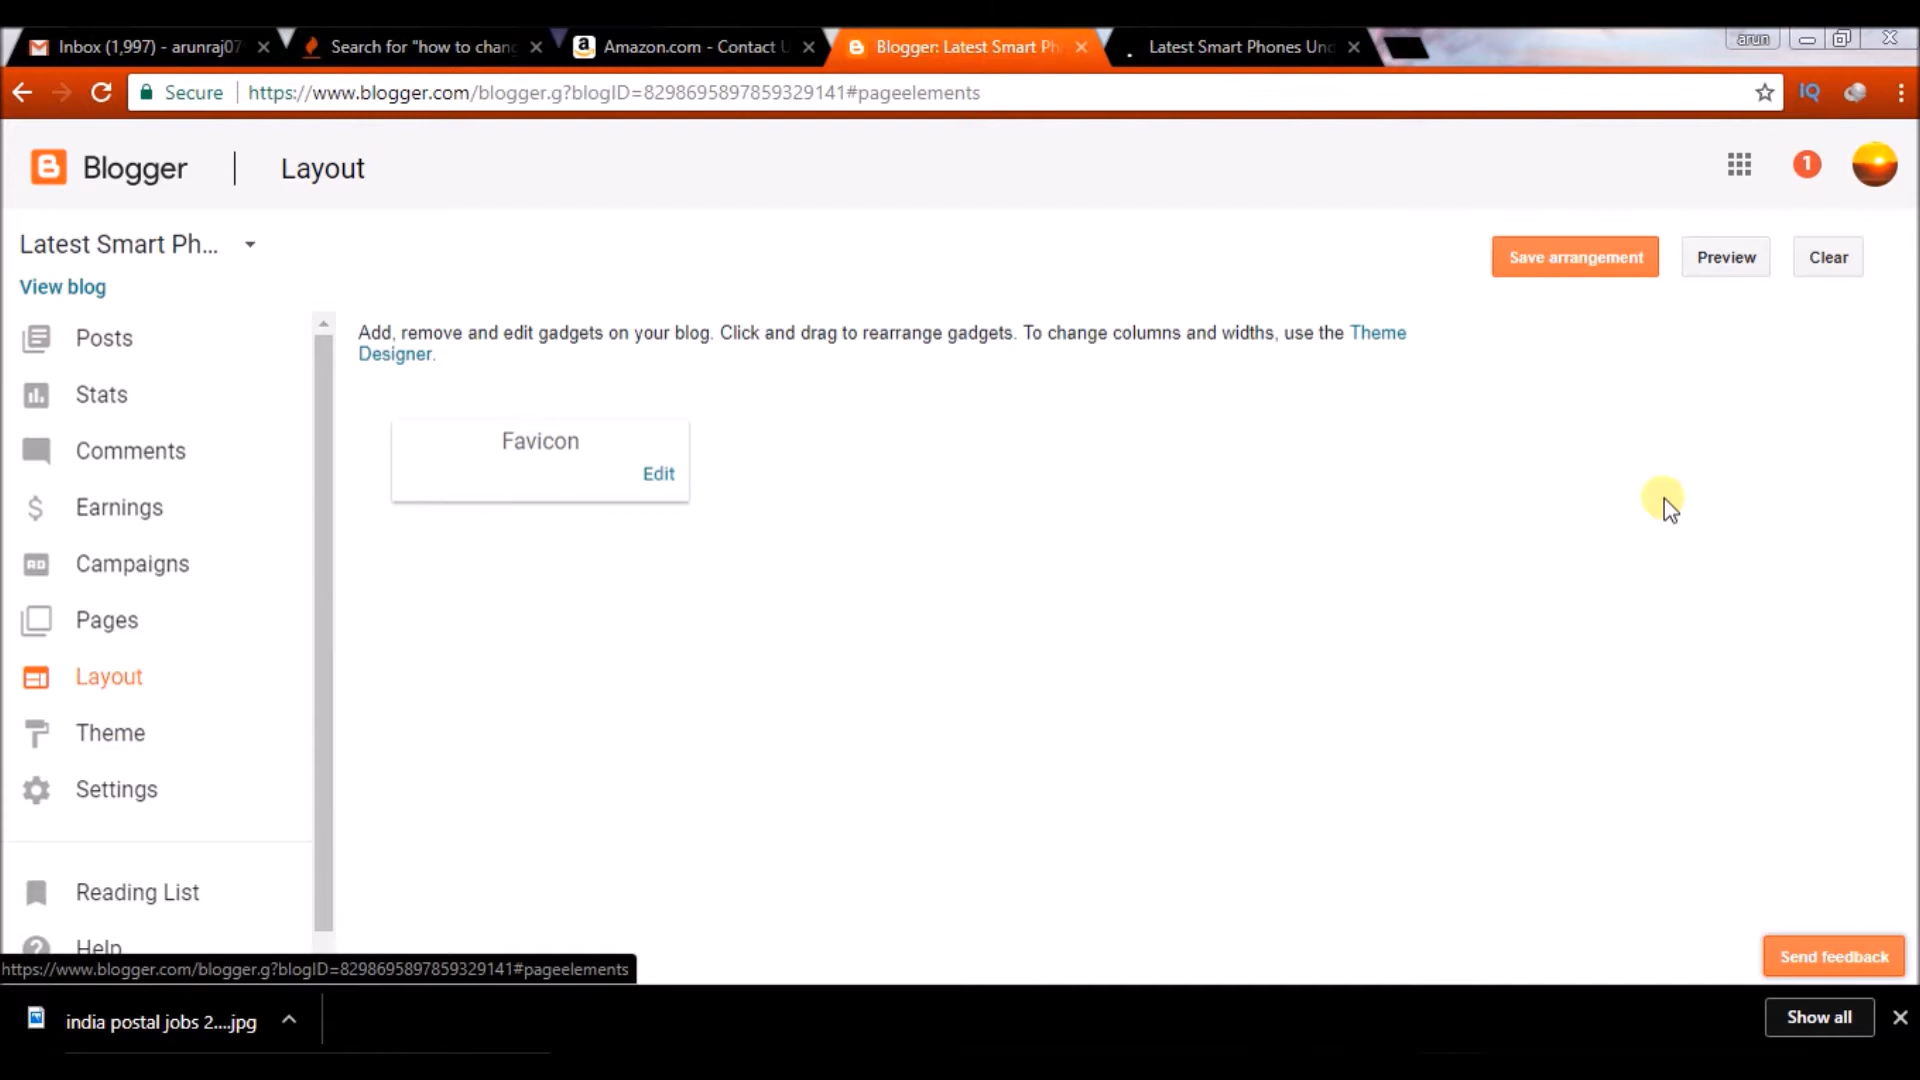 Inbox (1,997) - arunraj07
Search for "how to chang
Amazon.com - Contact U
Blogger: Latest Smart Ph
Latest Smart Phones Und
arun
Secure
https://www.blogger.com/blogger.g?blogID=8298695897859329141#pageelements
IQ
Blogger
Layout
1
Latest Smart Ph...
View blog
Save arrangement
Preview
Clear
Add, remove and edit gadgets on your blog. Click and drag to rearrange gadgets. To change columns and widths, use the Theme
Designer.
Favicon
Edit
Posts
Stats
Comments
Earnings
Campaigns
Pages
Layout
Theme
Settings
Reading List
Help
https://www.blogger.com/blogger.g?blogID=8298695897859329141#pageelements
Send feedback
india postal jobs 2....jpg
Show all